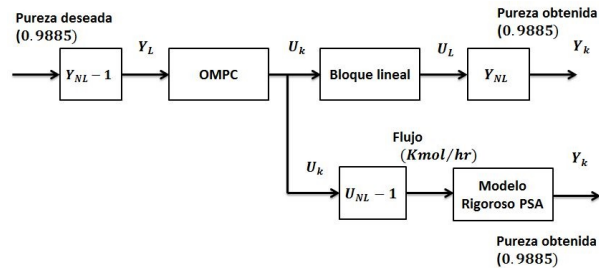 Pureza deseada
(0.9885)
Y_L
U_k
U_L
Pureza obtenida
(0.9885)
Y_k
Y_NL − 1
OMPC
Bloque lineal
Y_NL
Flujo
(Kmol/hr)
U_k
Y_k
U_NL − 1
Modelo
Rigoroso PSA
Pureza obtenida
(0.9885)